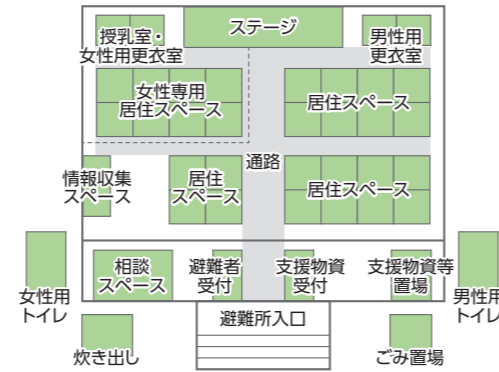 ステージ
授乳室・
女性用更衣室
男性用
更衣室
女性専用
居住スペース
居住スペース
通路
情報収集
スペース
居住
スペース
居住スペース
相談
スペース
避難者
受付
支援物資
受付
支援物資等
置場
女性用
トイレ
男性用
トイレ
避難所入口
炊き出し
ごみ置場